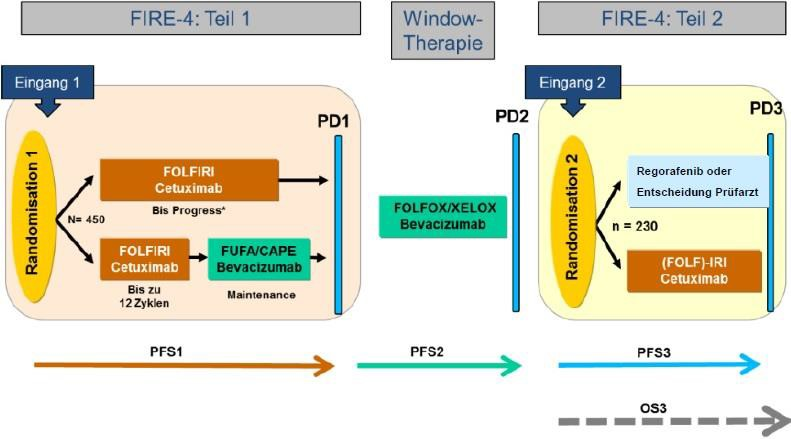 FIRE-4: Teil 1
Window-
Therapie
FIRE-4: Teil 2
Eingang 1
Eingang 2
PD1
PD2
PD3
Randomisation 1
N= 450
FOLFIRI
Cetuximab
Bis Progress*
FOLFIRI
Cetuximab
Bis zu
12 Zyklen
FUFA/CAPE
Bevacizumab
Maintenance
FOLFOX/XELOX
Bevacizumab
Randomisation 2
n = 230
Regorafenib oder
Entscheidung Prüfarzt
(FOLF)-IRI
Cetuximab
PFS1
PFS2
PFS3
OS3